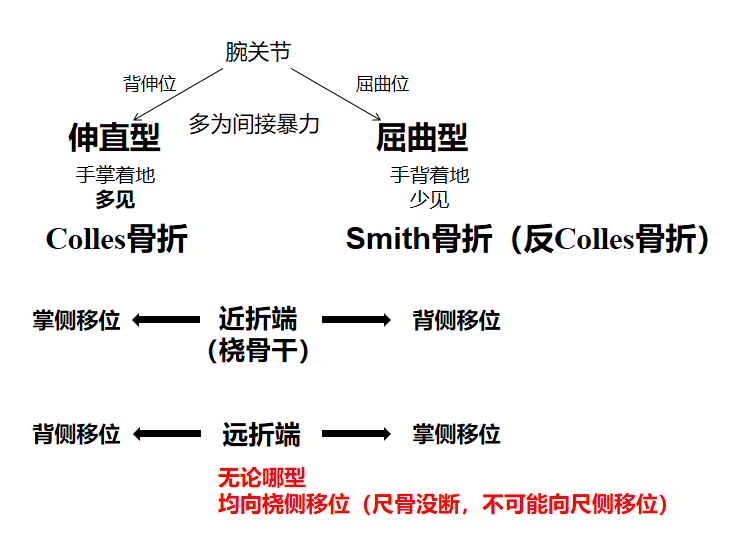 腕关节
背伸位
屈曲位
多为间接暴力
伸直型
屈曲型
手掌着地
手背着地
多见
少见
Colles骨折
Smith骨折（反Colles骨折）
掌侧移位
近折端
背侧移位
（桡骨干）
背侧移位
远折端
掌侧移位
无论哪型
均向桡侧移位（尺骨没断，不可能向尺侧移位）